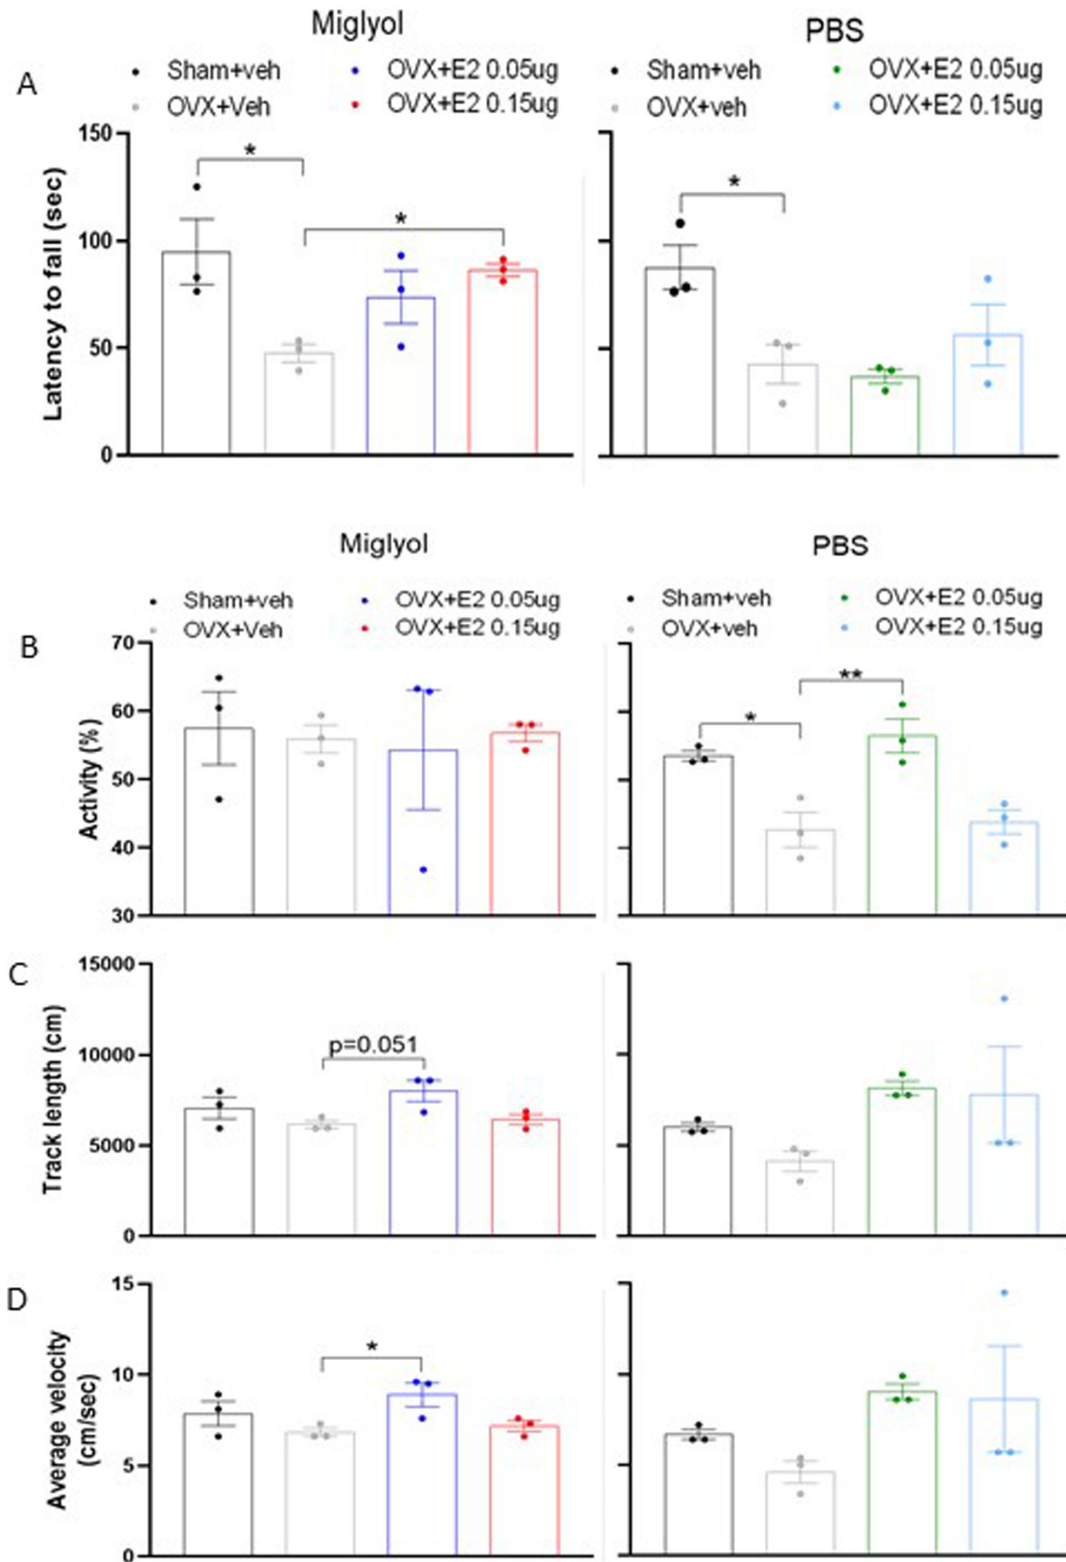 Miglyol
PBS
A
Sham+veh
OVX+E2 0.05ug
OVX+Veh
OVX+E2 0.15ug
Sham+veh
OVX+E2 0.05ug
OVX+veh
OVX+E2 0.15ug
Latency to fall (sec)
150
100
50
0
*
*
*
Miglyol
PBS
B
Sham+veh
OVX+E2 0.05ug
OVX+Veh
OVX+E2 0.15ug
Sham+veh
OVX+E2 0.05ug
OVX+veh
OVX+E2 0.15ug
Activity (%)
70
60
50
40
30
*
**
C
Track length (cm)
15000
10000
5000
0
p=0.051
D
Average velocity
(cm/sec)
15
10
5
0
*